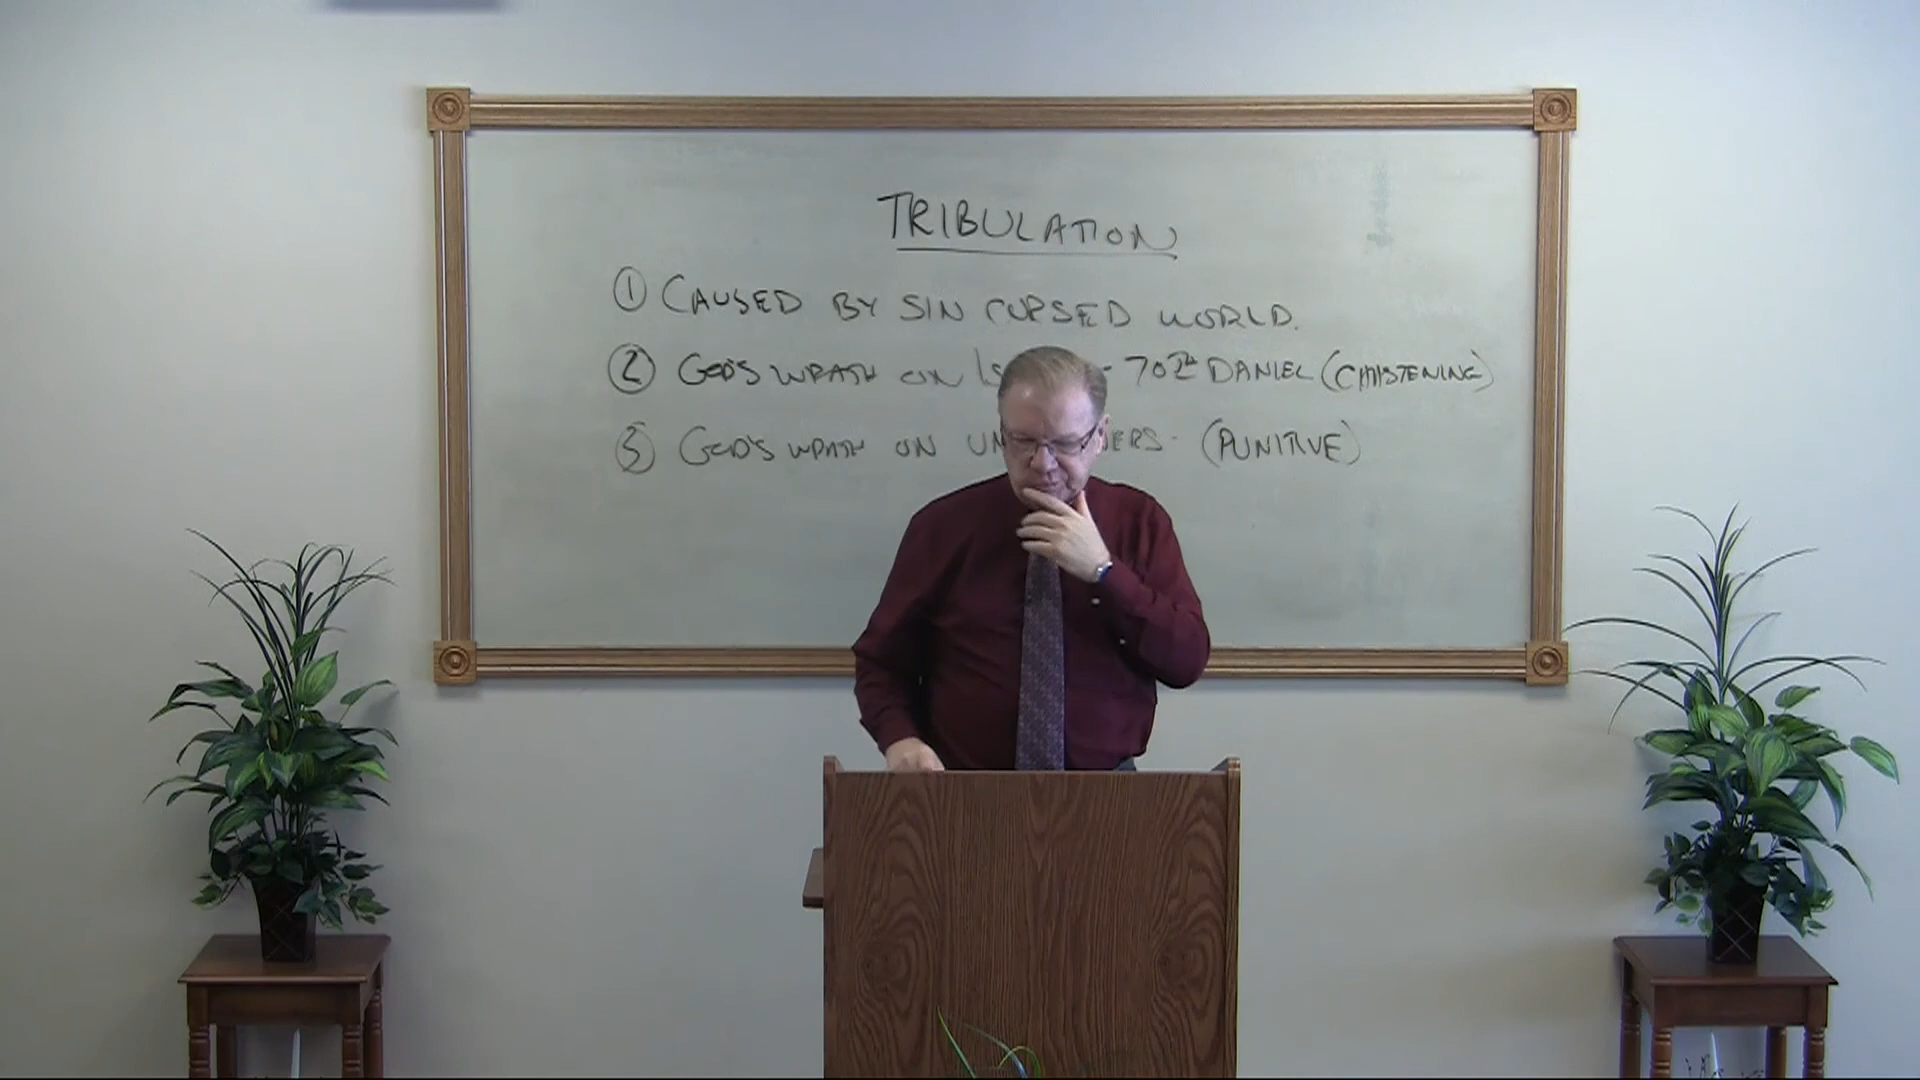 TRIBULATION
① CAUSED BY SIN CURSED WORLD.
② GOD'S WRATH ON - 70TH DANIEL (CHASTENING)
③ GOD'S WRATH ON (PUNITIVE)